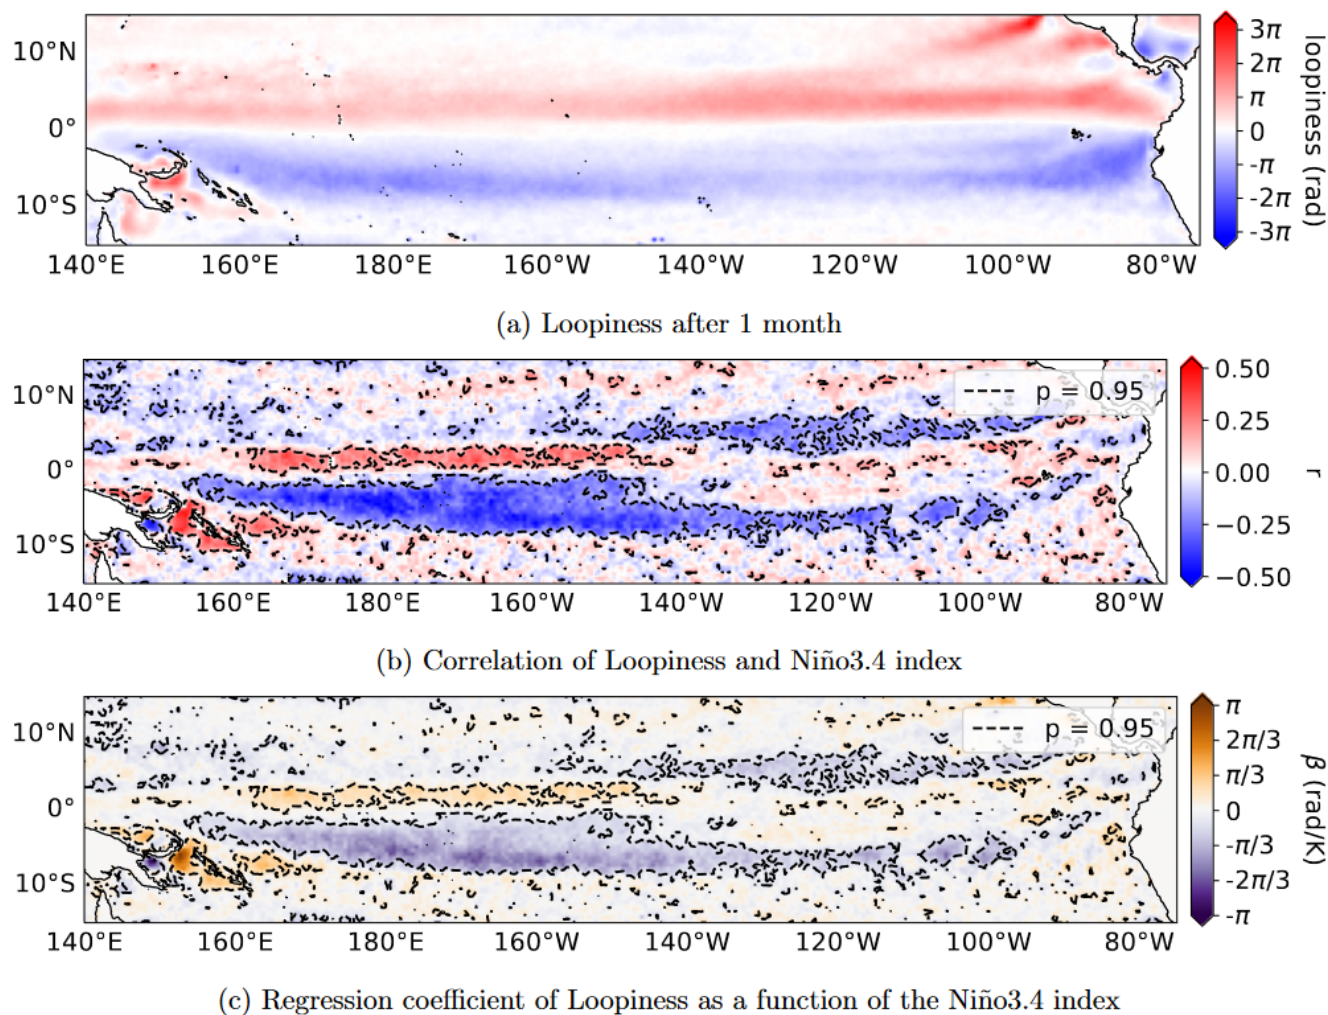 10°N
0°
10°S
140°E 160°E 180°E 160°W 140°W 120°W 100°W 80°W
3π
2π
π
0
-π
-2π
-3π
loopiness (rad)
(a) Loopiness after 1 month
10°N
0°
10°S
140°E 160°E 180°E 160°W 140°W 120°W 100°W 80°W
p = 0.95
0.50
0.25
0.00
−0.25
−0.50
r
(b) Correlation of Loopiness and Niño3.4 index
10°N
0°
10°S
140°E 160°E 180°E 160°W 140°W 120°W 100°W 80°W
p = 0.95
π
2π/3
π/3
0
-π/3
-2π/3
-π
β (rad/K)
(c) Regression coefficient of Loopiness as a function of the Niño3.4 index